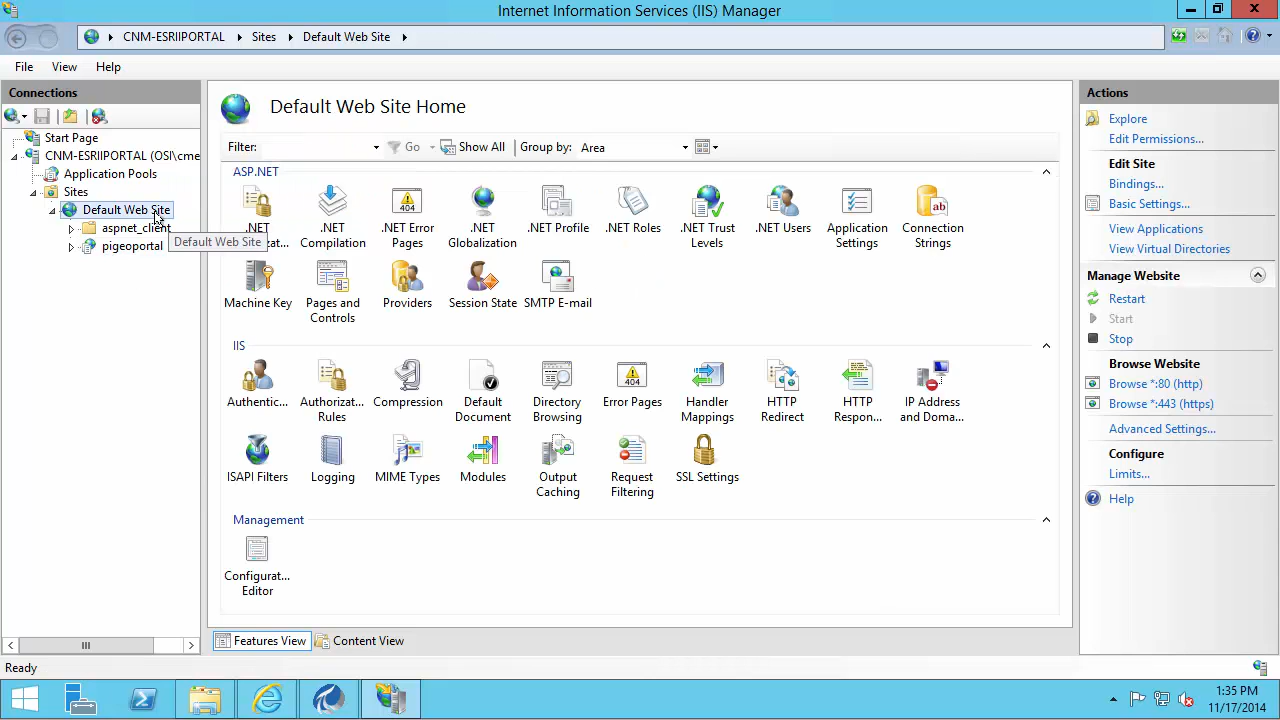 Internet Information Services (IIS) Manager
CNM-ESRIIPORTAL
Sites
Default Web Site
File
View
Help
Connections
Start Page
CNM-ESRIIPORTAL (OSI\cme
Application Pools
Sites
Default Web Site
aspnet_client
pigeoportal
Default Web Site
Default Web Site Home
Filter:
Go
Show All
Group by:
Area
ASP.NET
.NET
.NET Compilation
.NET Error Pages
.NET Globalization
.NET Profile
.NET Roles
.NET Trust Levels
.NET Users
Application Settings
Connection Strings
Machine Key
Pages and Controls
Providers
Session State
SMTP E-mail
IIS
Authentic...
Authorizat... Rules
Compression
Default Document
Directory Browsing
Error Pages
Handler Mappings
HTTP Redirect
HTTP Respon...
IP Address and Doma...
ISAPI Filters
Logging
MIME Types
Modules
Output Caching
Request Filtering
SSL Settings
Management
Configurat... Editor
Features View
Content View
Actions
Explore
Edit Permissions...
Edit Site
Bindings...
Basic Settings...
View Applications
View Virtual Directories
Manage Website
Restart
Start
Stop
Browse Website
Browse *:80 (http)
Browse *:443 (https)
Advanced Settings...
Configure
Limits...
Help
Ready
1:35 PM
11/17/2014